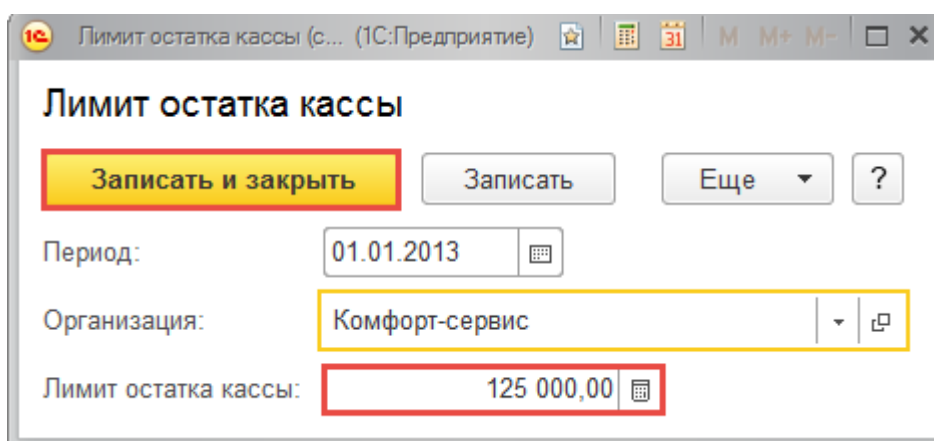 1С Лимит остатка кассы (с... (1С:Предприятие) 31 M M+ M-
Лимит остатка кассы
Записать и закрыть Записать Еще ?
Период: 01.01.2013
Организация: Комфорт-сервис
Лимит остатка кассы: 125 000,00